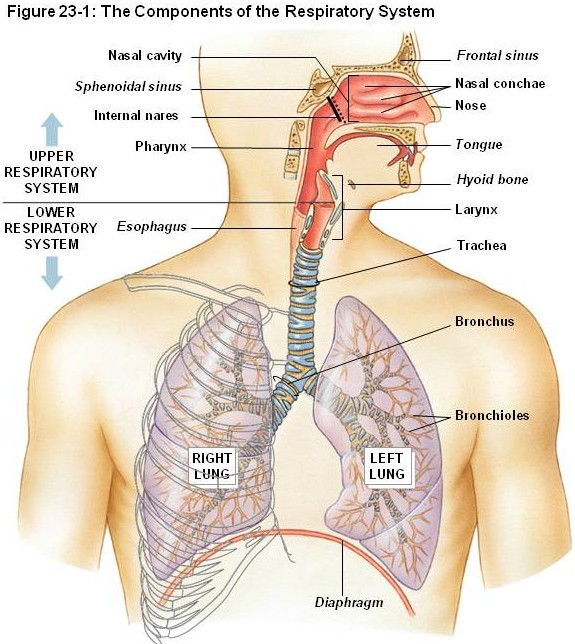 Figure 23-1: The Components of the Respiratory System
Nasal cavity
Sphenoidal sinus
Internal nares
Pharynx
UPPER
RESPIRATORY
SYSTEM
LOWER
RESPIRATORY
SYSTEM
Esophagus
Frontal sinus
Nasal conchae
Nose
Tongue
Hyoid bone
Larynx
Trachea
Bronchus
Bronchioles
RIGHT
LUNG
LEFT
LUNG
Diaphragm